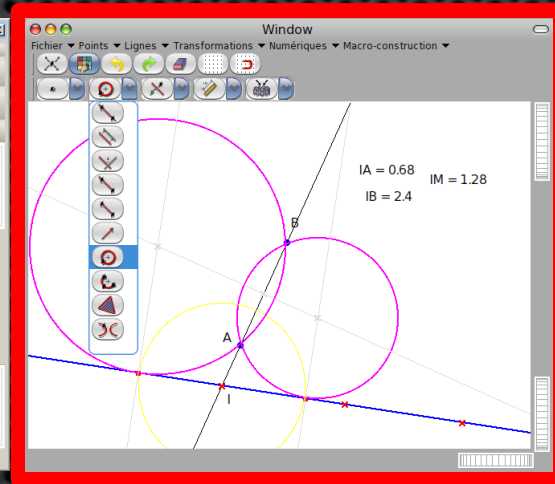 Window
Fichier Points Lignes Transformations Numériques Macro-construction
IA = 0.68
IM = 1.28
IB = 2.4
B
A
I